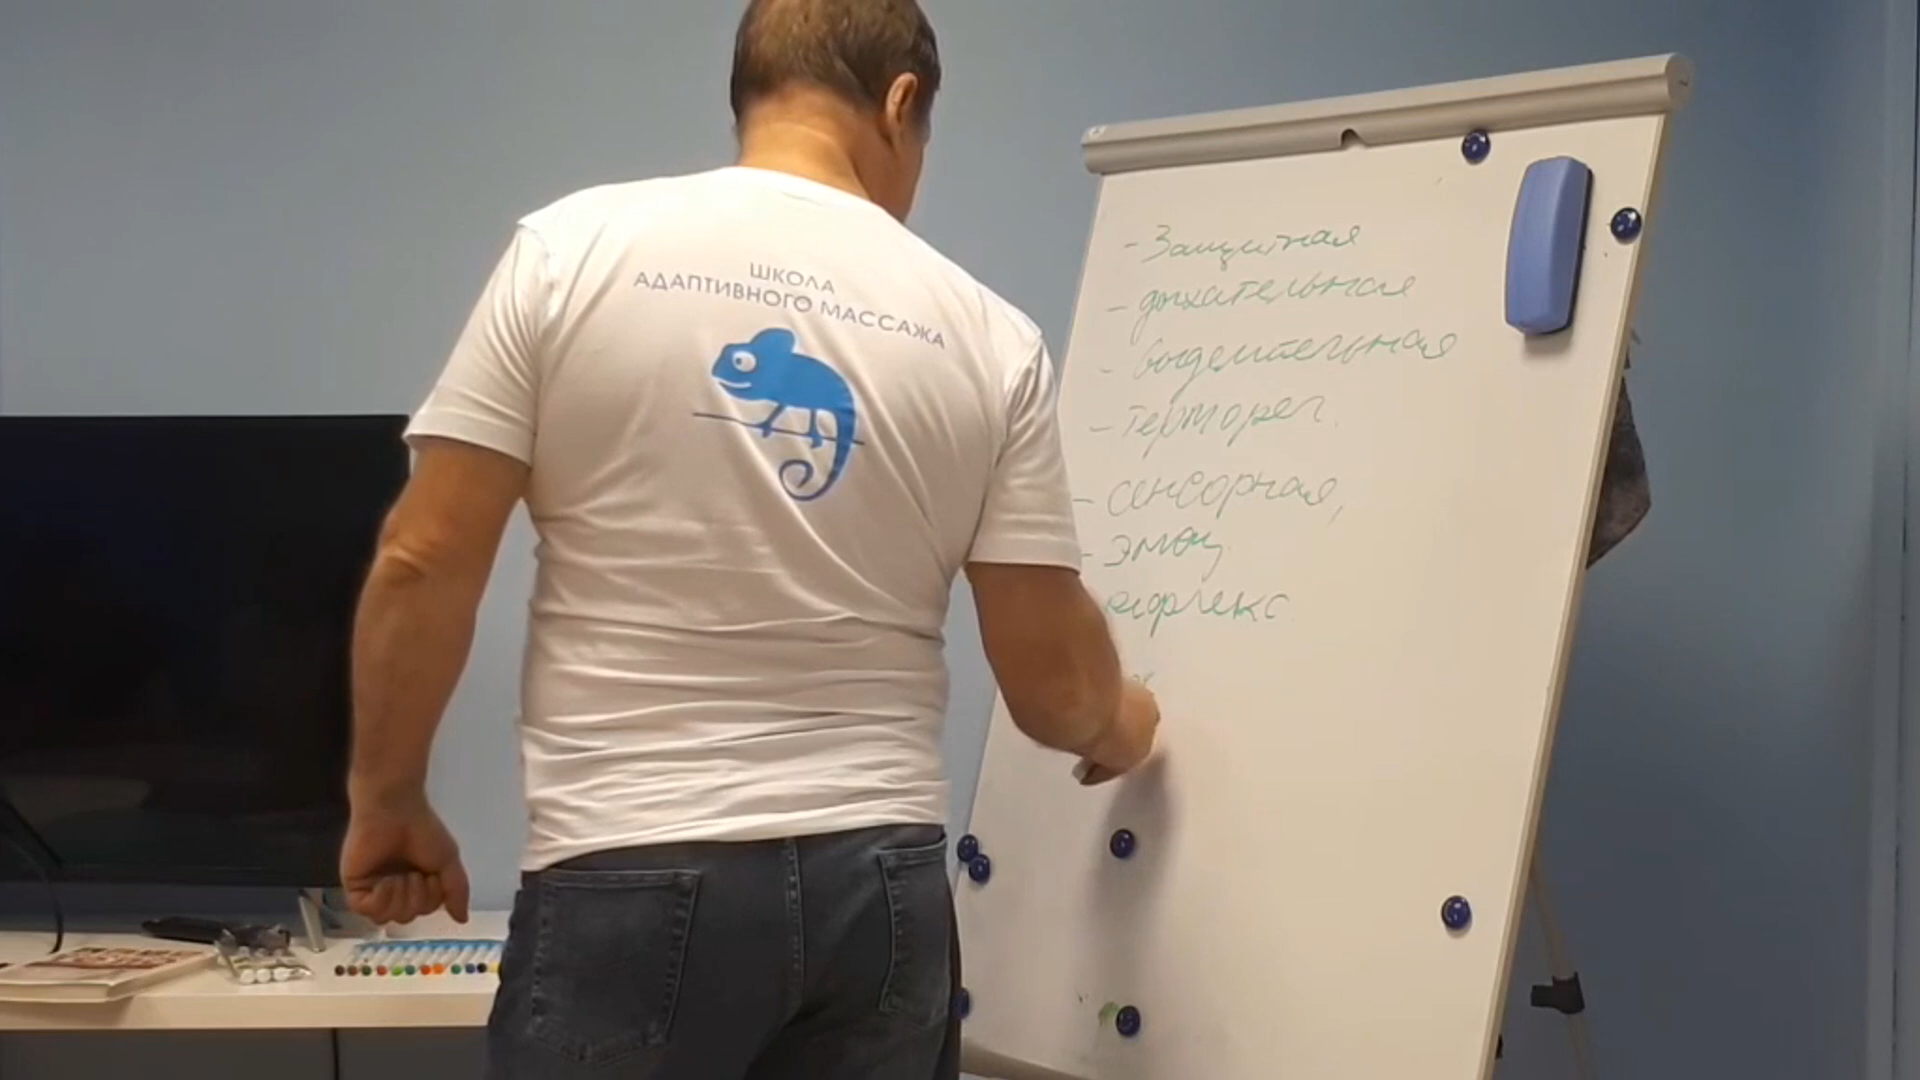 ШКОЛА
АДАПТИВНОГО МАССАЖА
- Защитная
- дыхательная
- выделительная
- терморег.
- сенсорная,
- эмоц.
рефлекс